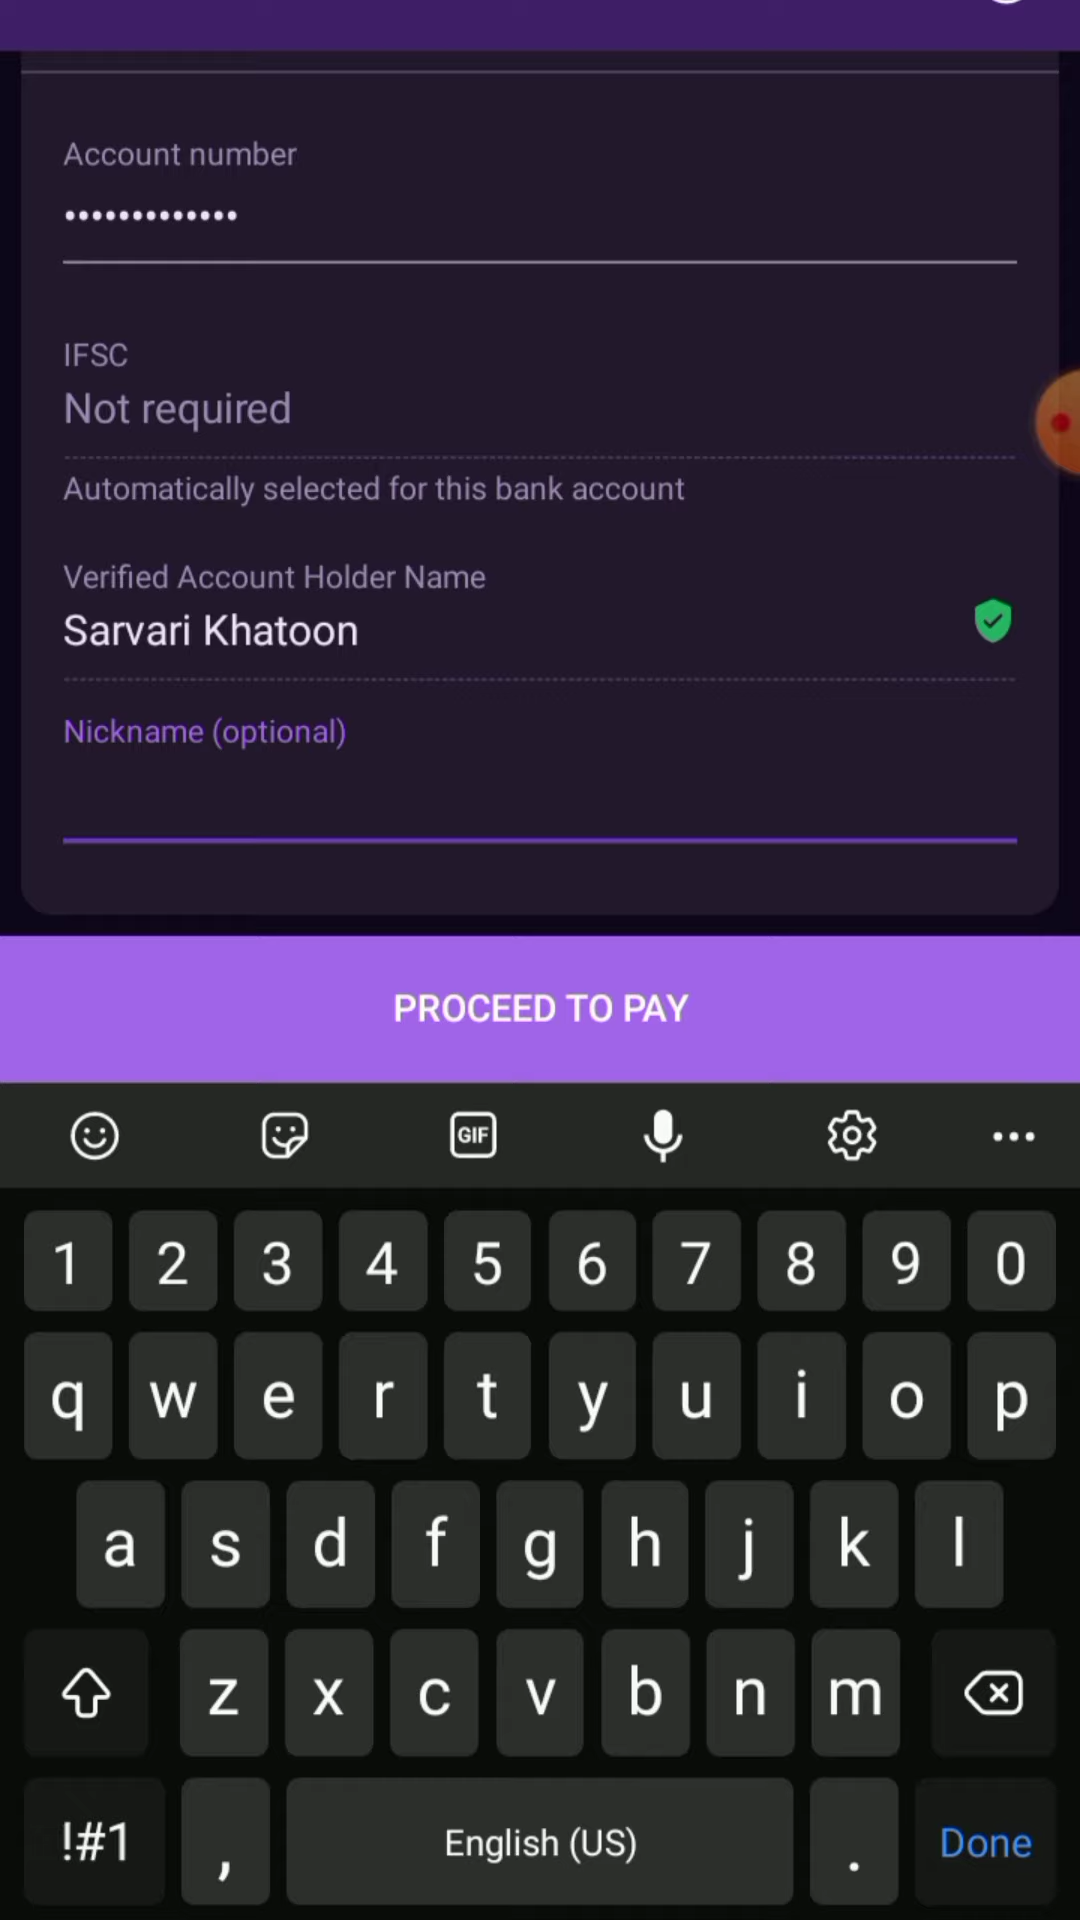 Account number
•••••••••••••
IFSC
Not required
Automatically selected for this bank account
Verified Account Holder Name
Sarvari Khatoon
Nickname (optional)
PROCEED TO PAY
GIF
1 2 3 4 5 6 7 8 9 0
q w e r t y u i o p
a s d f g h j k l
z x c v b n m
!#1 , English (US) . Done